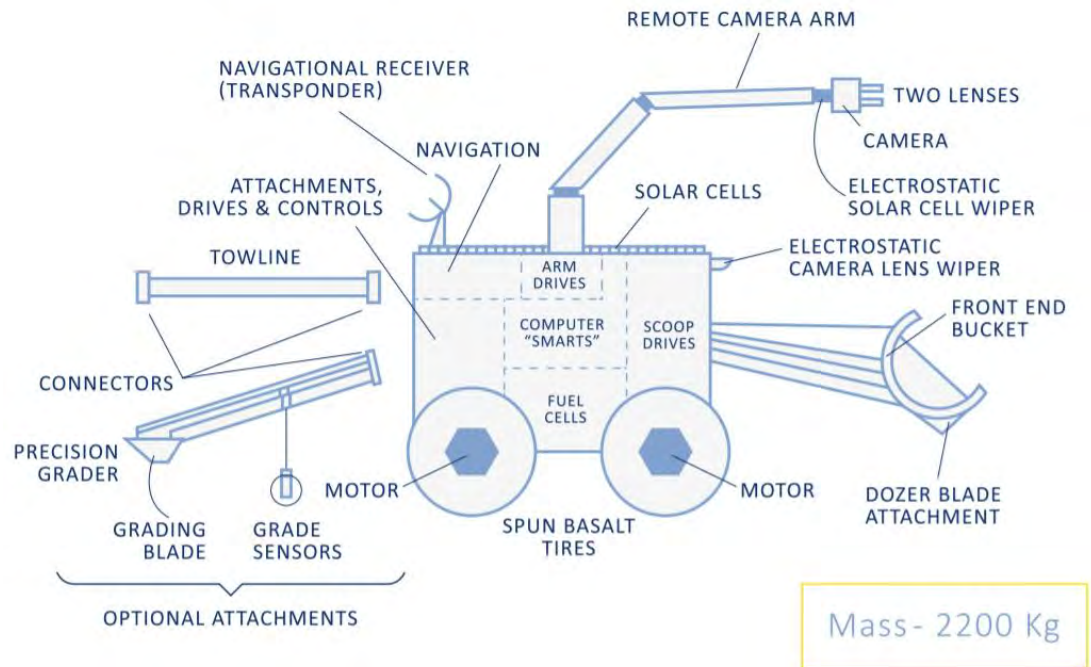 REMOTE CAMERA ARM
NAVIGATIONAL RECEIVER
(TRANSPONDER)
TWO LENSES
CAMERA
NAVIGATION
ATTACHMENTS,
DRIVES & CONTROLS
SOLAR CELLS
ELECTROSTATIC
SOLAR CELL WIPER
TOWLINE
ELECTROSTATIC
CAMERA LENS WIPER
ARM
DRIVES
FRONT END
BUCKET
COMPUTER
“SMARTS”
SCOOP
DRIVES
CONNECTORS
FUEL
CELLS
PRECISION
GRADER
MOTOR
MOTOR
DOZER BLADE
ATTACHMENT
GRADING
BLADE
GRADE
SENSORS
SPUN BASALT
TIRES
OPTIONAL ATTACHMENTS
Mass - 2200 Kg